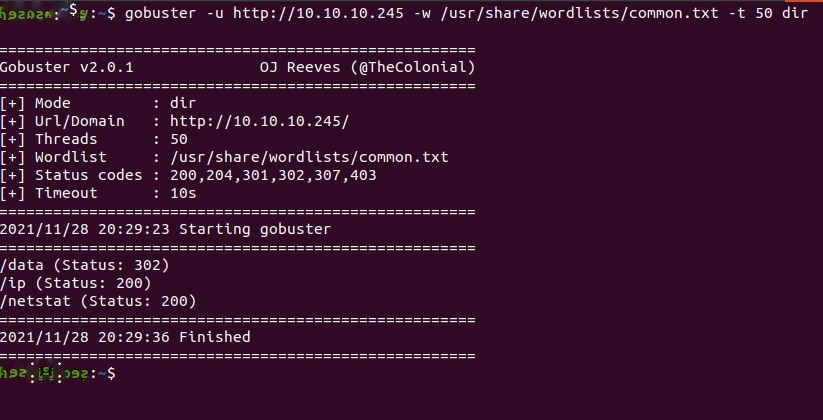 :~$ gobuster -u http://10.10.10.245 -w /usr/share/wordlists/common.txt -t 50 dir
=====================================================
Gobuster v2.0.1              OJ Reeves (@TheColonial)
=====================================================
[+] Mode         : dir
[+] Url/Domain   : http://10.10.10.245/
[+] Threads      : 50
[+] Wordlist     : /usr/share/wordlists/common.txt
[+] Status codes : 200,204,301,302,307,403
[+] Timeout      : 10s
=====================================================
2021/11/28 20:29:23 Starting gobuster
=====================================================
/data (Status: 302)
/ip (Status: 200)
/netstat (Status: 200)
=====================================================
2021/11/28 20:29:36 Finished
=====================================================
:~$